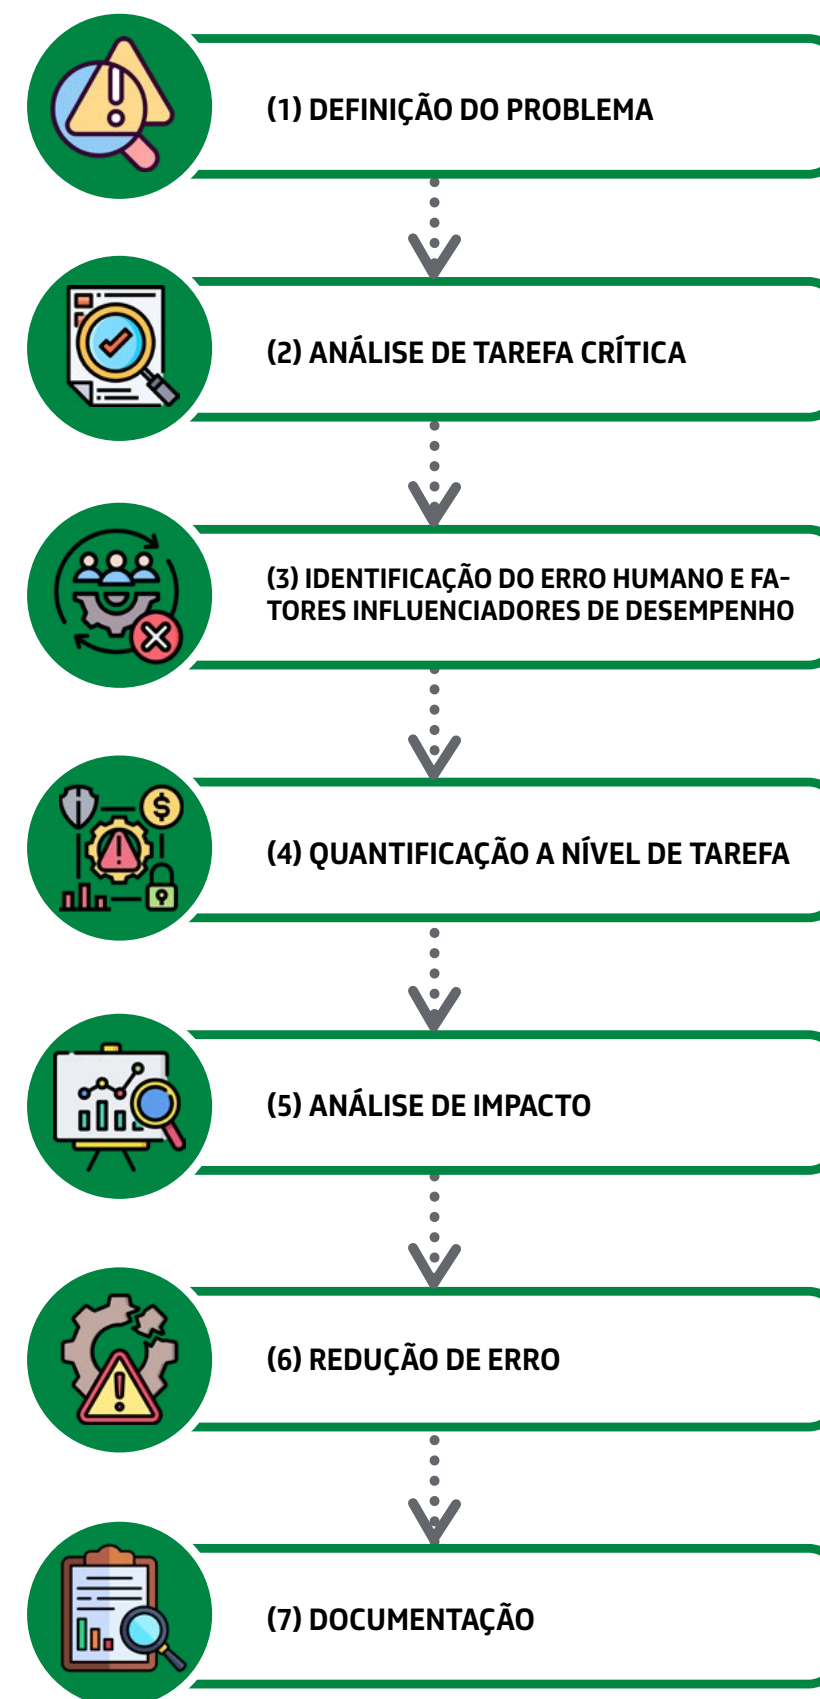 (1) DEFINIÇÃO DO PROBLEMA
(2) ANÁLISE DE TAREFA CRÍTICA
(3) IDENTIFICAÇÃO DO ERRO HUMANO E FA-
TORES INFLUENCIADORES DE DESEMPENHO
(4) QUANTIFICAÇÃO A NÍVEL DE TAREFA
(5) ANÁLISE DE IMPACTO
(6) REDUÇÃO DE ERRO
(7) DOCUMENTAÇÃO